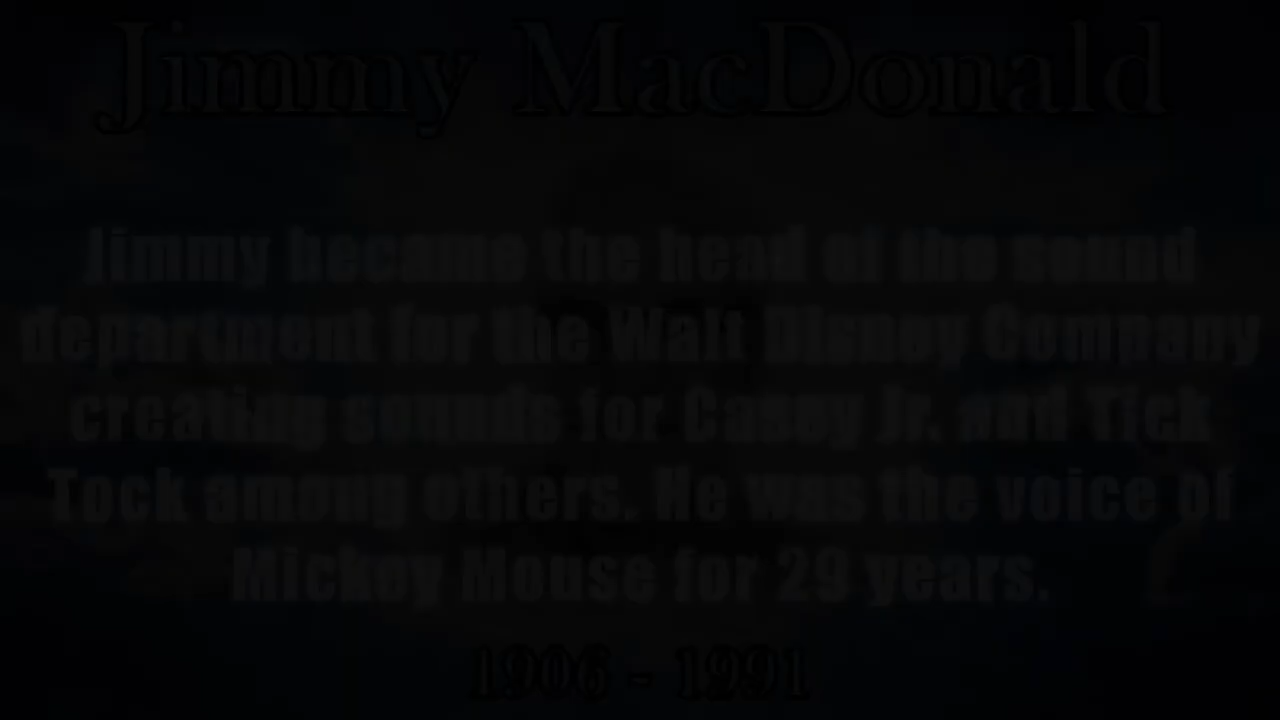 Jimmy MacDonald
Jimmy became the head of the sound
department for the Walt Disney Company
creating sounds for Casey Jr. and Tick
Tock among others. He was the voice of
Mickey Mouse for 29 years.
1906 - 1991